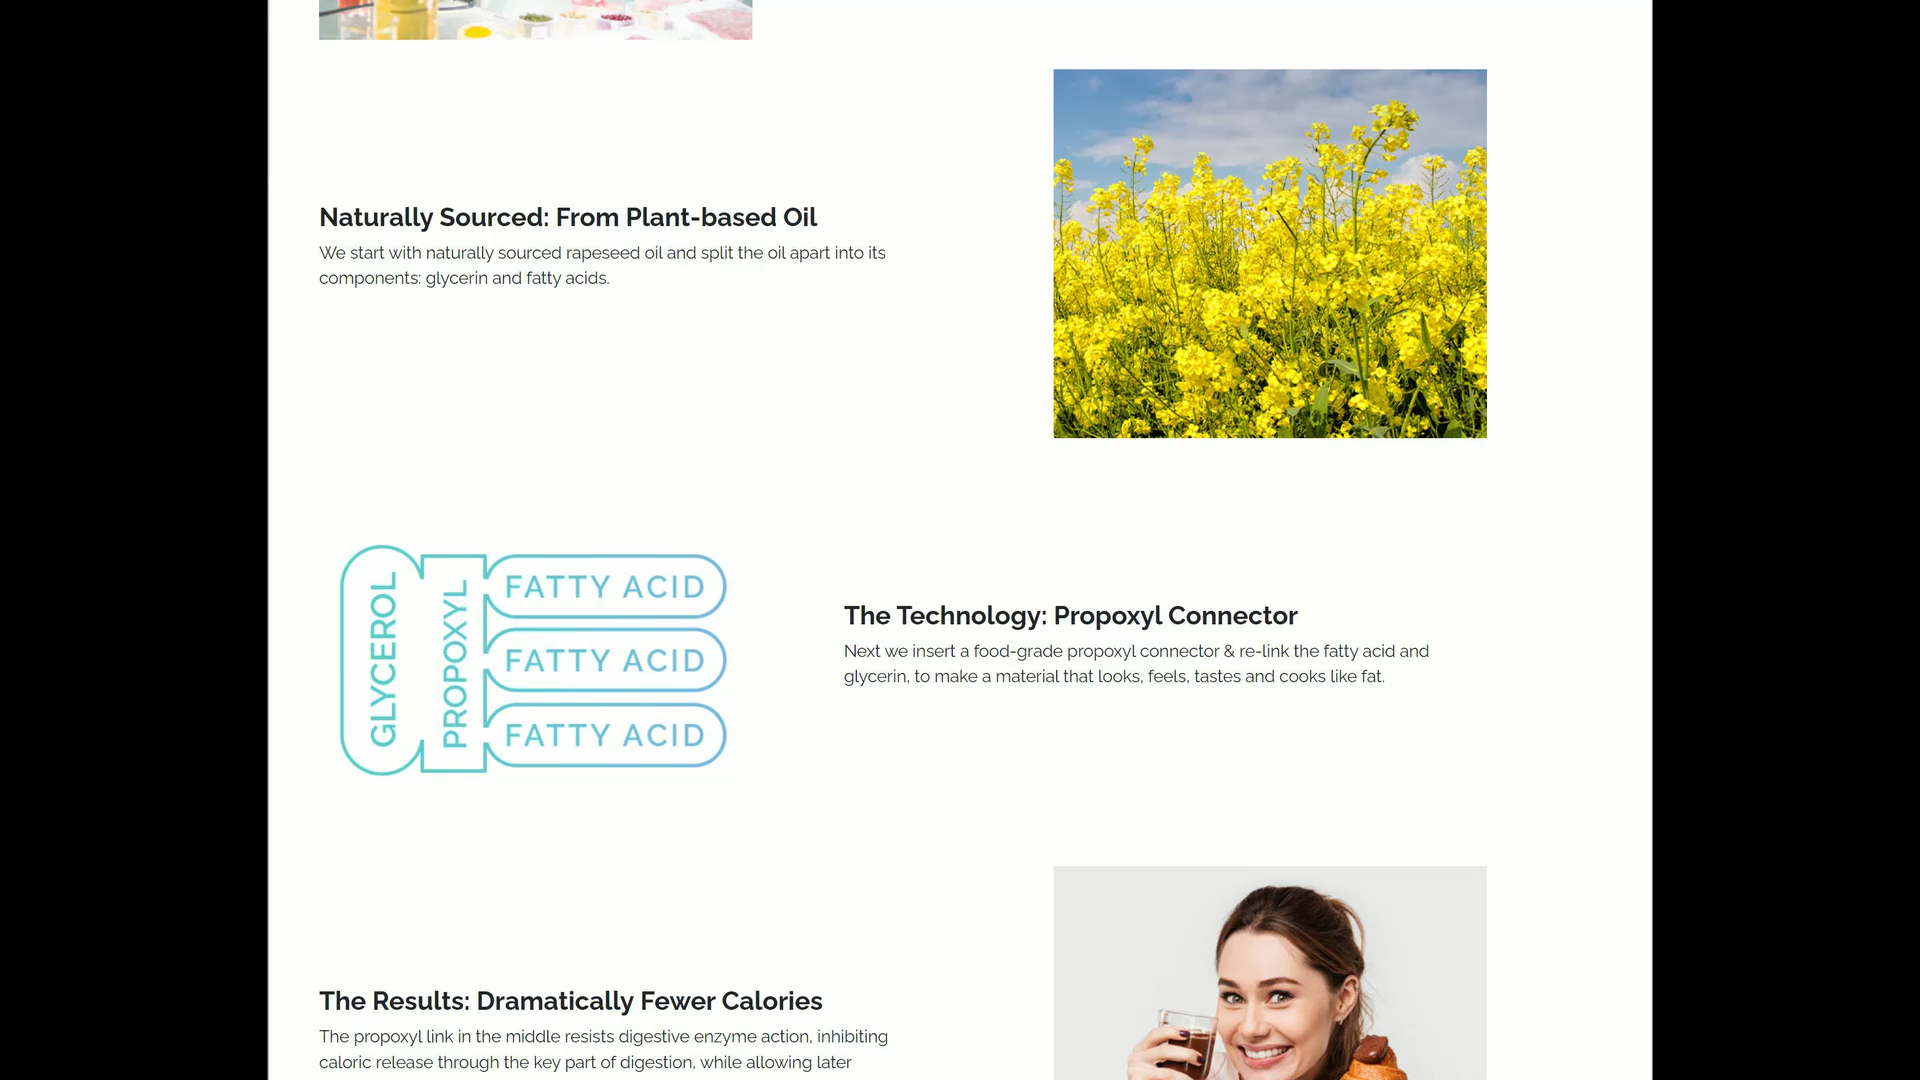 Naturally Sourced: From Plant-based Oil
We start with naturally sourced rapeseed oil and split the oil apart into its
components: glycerin and fatty acids.
GLYCEROL
PROPOXYL
FATTY ACID
FATTY ACID
FATTY ACID
The Technology: Propoxyl Connector
Next we insert a food-grade propoxyl connector & re-link the fatty acid and
glycerin, to make a material that looks, feels, tastes and cooks like fat.
The Results: Dramatically Fewer Calories
The propoxyl link in the middle resists digestive enzyme action, inhibiting
caloric release through the key part of digestion, while allowing later